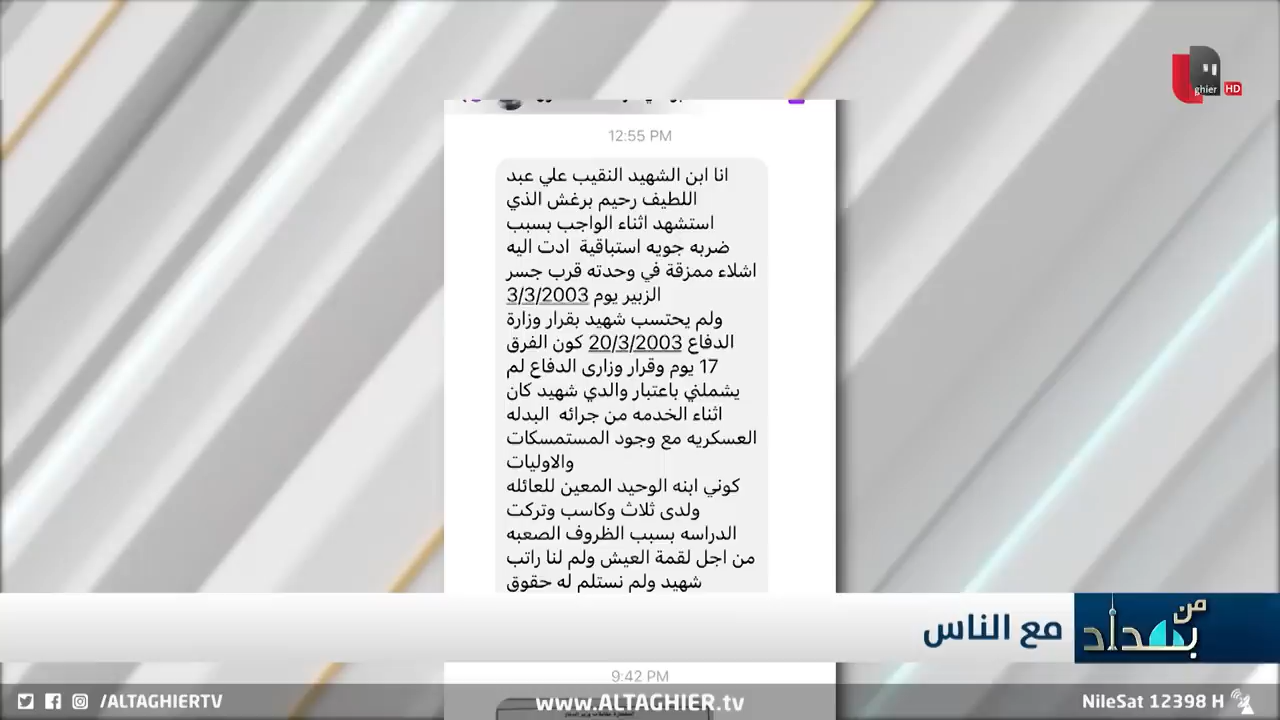 ghier HD
12:55 PM
انا ابن الشهيد النقيب علي عبد
اللطيف رحيم برغش الذي
استشهد اثناء الواجب بسبب
ضربه جويه استباقية ادت اليه
اشلاء ممزقة في وحدته قرب جسر
الزبير يوم 3/3/2003
ولم يحتسب شهيد بقرار وزارة
الدفاع 20/3/2003 كون الفرق
17 يوم وقرار وزارى الدفاع لم
يشملني باعتبار والدي شهيد كان
اثناء الخدمه من جرائه البدله
العسكريه مع وجود المستمسكات
والاوليات
كوني ابنه الوحيد المعين للعائله
ولدى ثلاث وكاسب وتركت
الدراسه بسبب الظروف الصعبه
من اجل لقمة العيش ولم لنا راتب
شهيد ولم نستلم له حقوق
من بغداد
مع الناس
9:42 PM
/ALTAGHIERTV
www.ALTAGHIER.tv
NileSat 12398 H